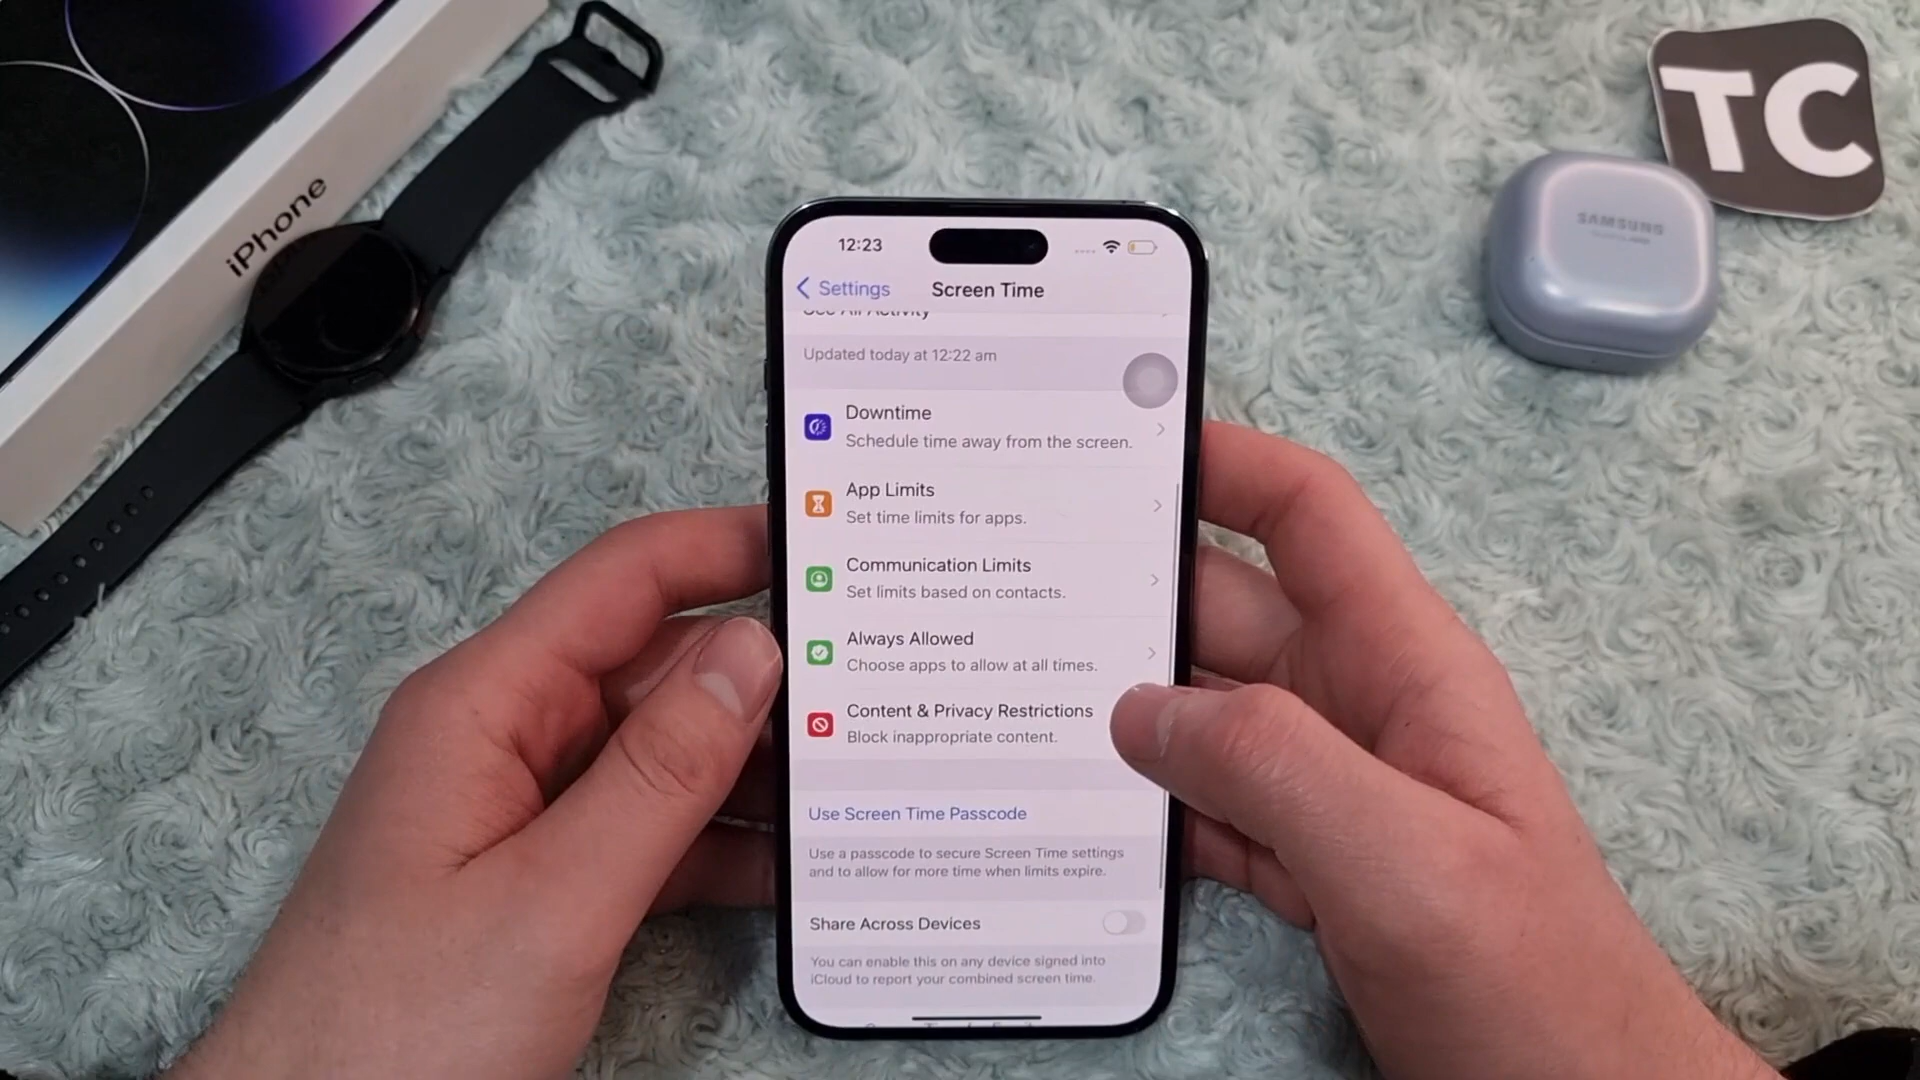 iPhone
TC
SAMSUNG
12:23
Settings
Screen Time
See All Activity
Updated today at 12:22 am
Downtime
Schedule time away from the screen.
App Limits
Set time limits for apps.
Communication Limits
Set limits based on contacts.
Always Allowed
Choose apps to allow at all times.
Content & Privacy Restrictions
Block inappropriate content.
Use Screen Time Passcode
Use a passcode to secure Screen Time settings
and to allow for more time when limits expire.
Share Across Devices
You can enable this on any device signed into
iCloud to report your combined screen time.